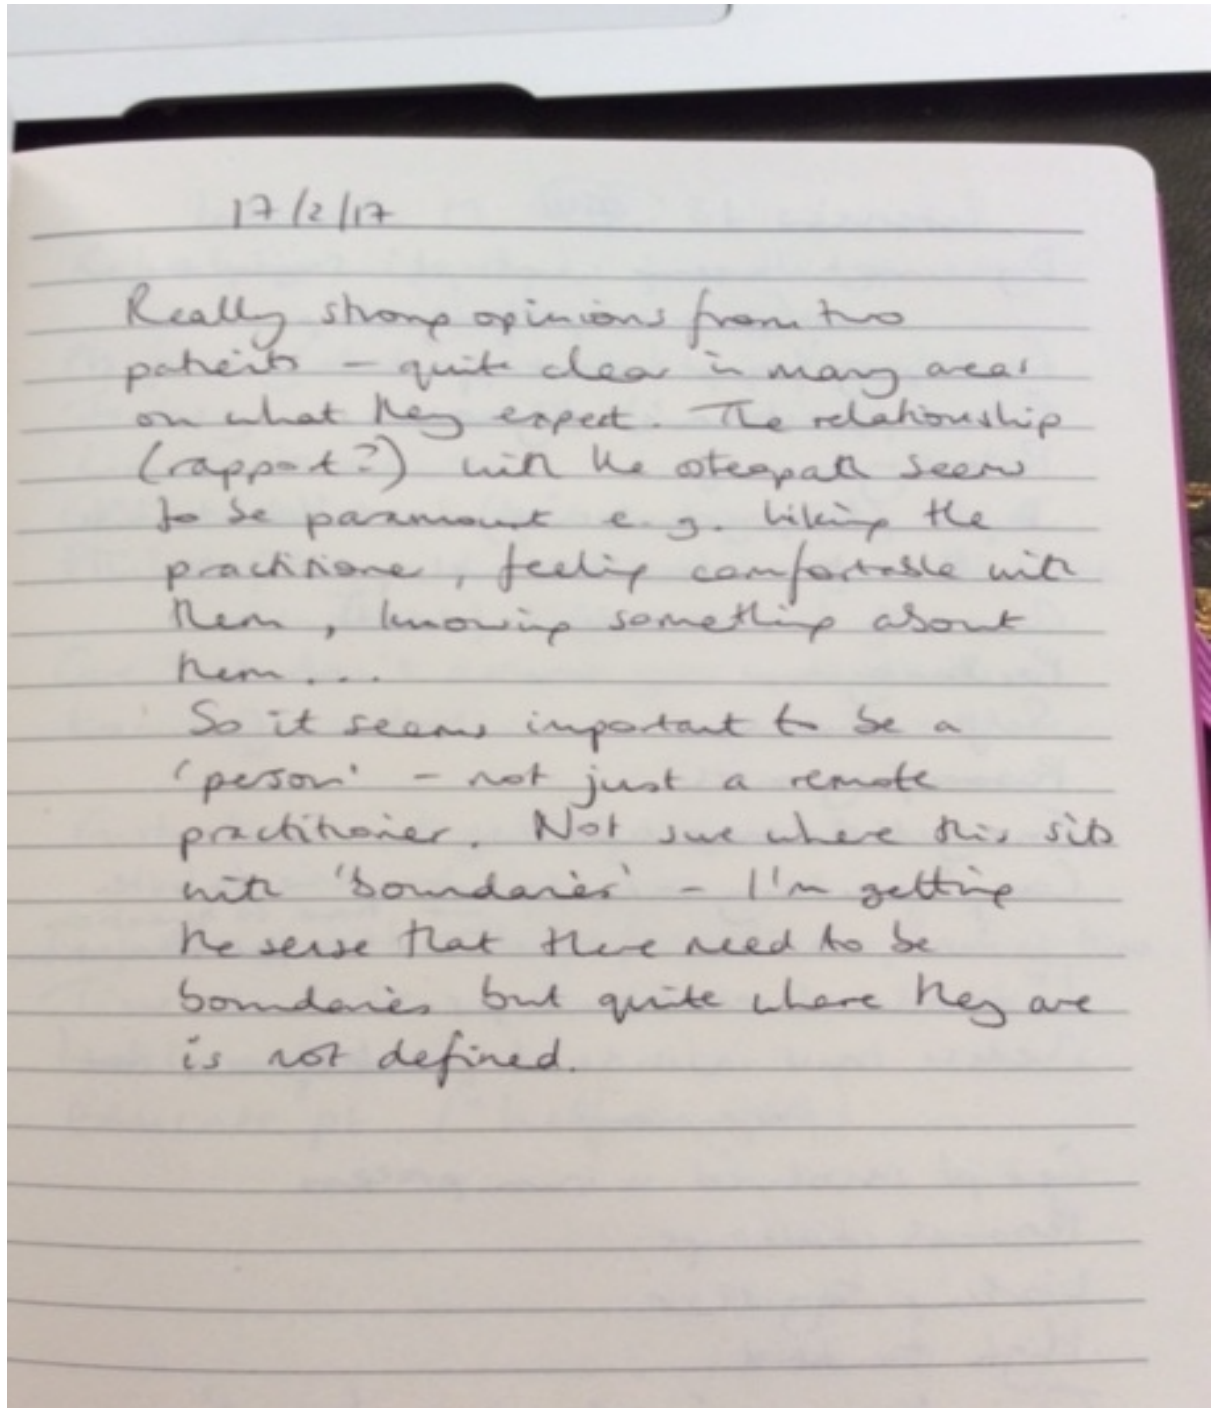 17/2/17
Really strong opinions from two
patients - quite clear in many areas
on what they expect. The relationship
(rapport?) with the osteopath seems
to be paramount e.g. liking the
practitioner, feeling comfortable with
them, knowing something about
them...
So it seems important to be a
'person' - not just a remote
practitioner. Not sure where this sits
with 'boundaries' - I'm getting
the sense that there need to be
boundaries but quite where they are
is not defined.